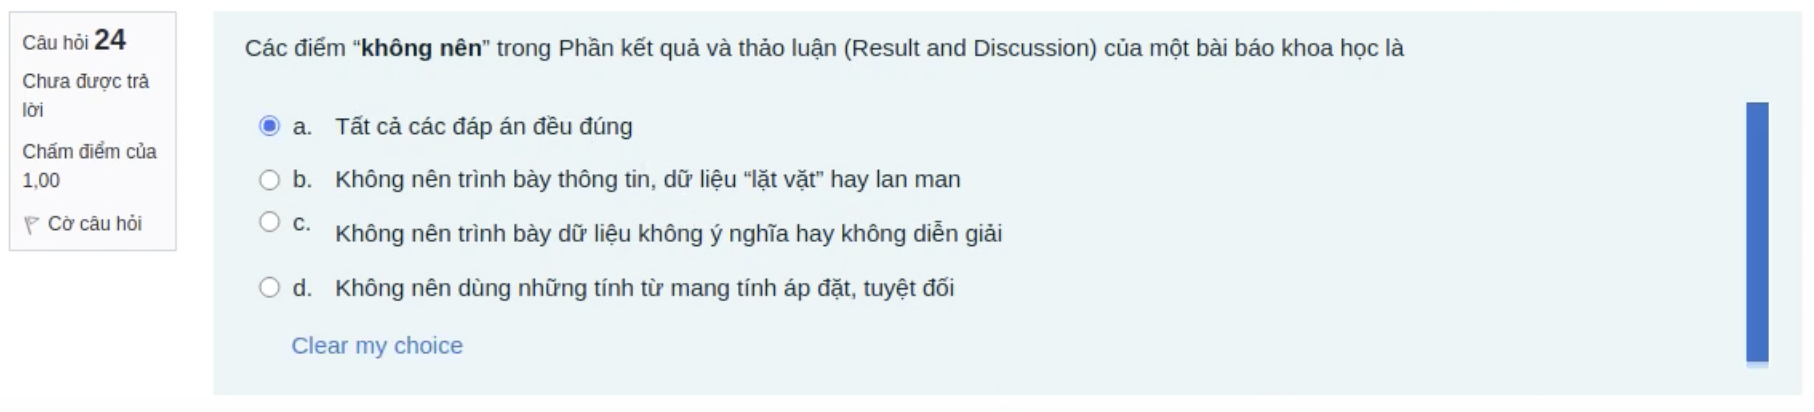 Câu hỏi 24
Chưa được trả
lời
Chấm điểm của
1,00
Cờ câu hỏi
Các điểm “không nên” trong Phần kết quả và thảo luận (Result and Discussion) của một bài báo khoa học là
a. Tất cả các đáp án đều đúng
b. Không nên trình bày thông tin, dữ liệu “lặt vặt” hay lan man
c. Không nên trình bày dữ liệu không ý nghĩa hay không diễn giải
d. Không nên dùng những tính từ mang tính áp đặt, tuyệt đối
Clear my choice